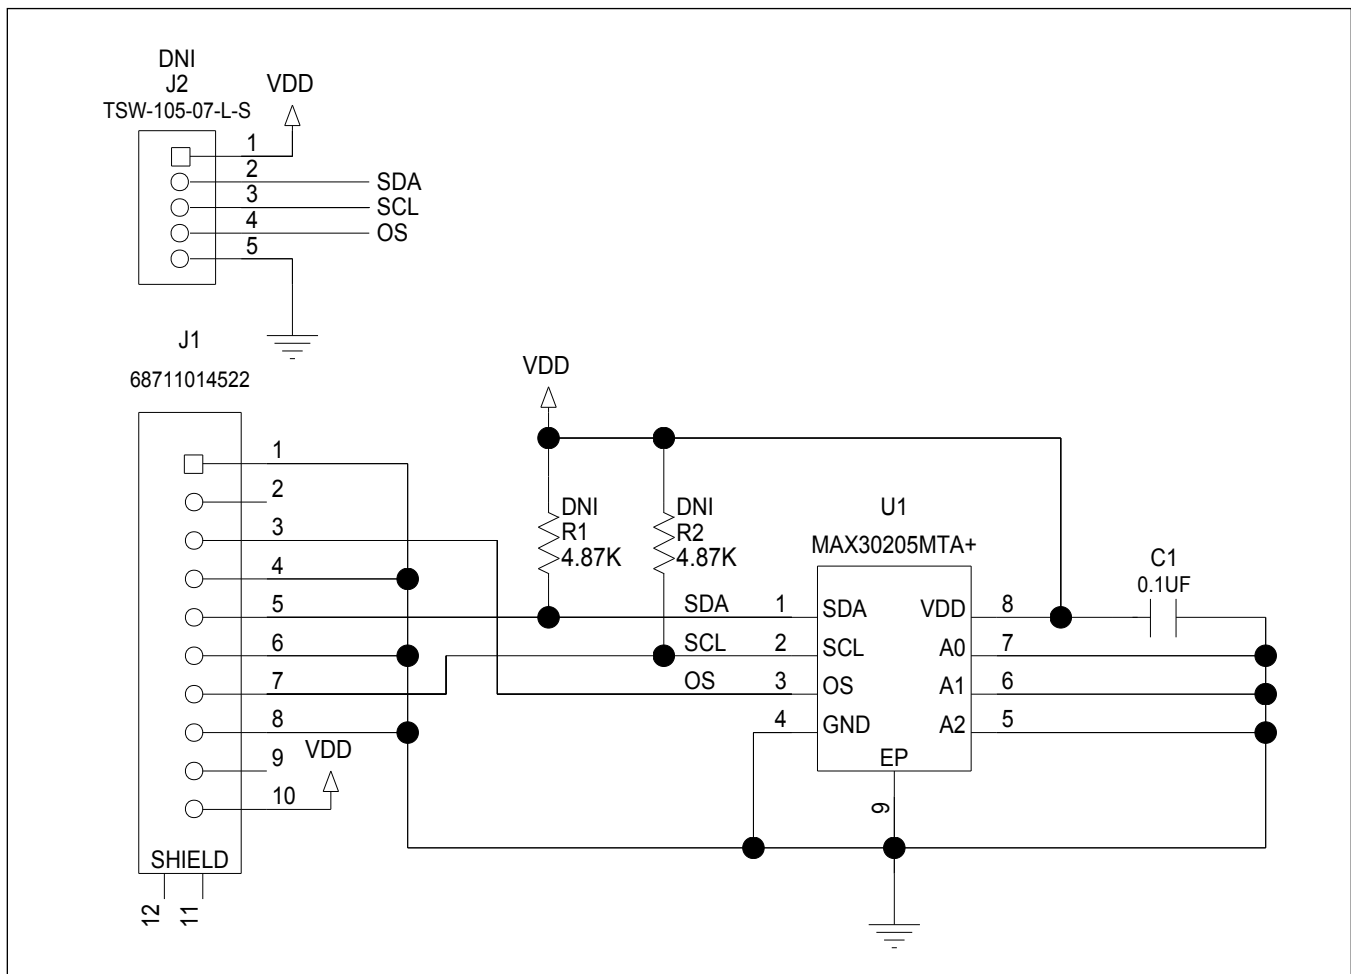 DNI
J2
TSW-105-07-L-S
VDD
1
2
SDA
3
SCL
4
OS
5
J1
68711014522
1
2
3
4
5
6
7
8
9
VDD
10
SHIELD
12
11
VDD
DNI
R1
4.87K
DNI
R2
4.87K
U1
MAX30205MTA+
SDA 1 SDA
SCL 2 SCL
OS 3 OS
4 GND
VDD 8
A0 7
A1 6
A2 5
EP
9
C1
0.1UF